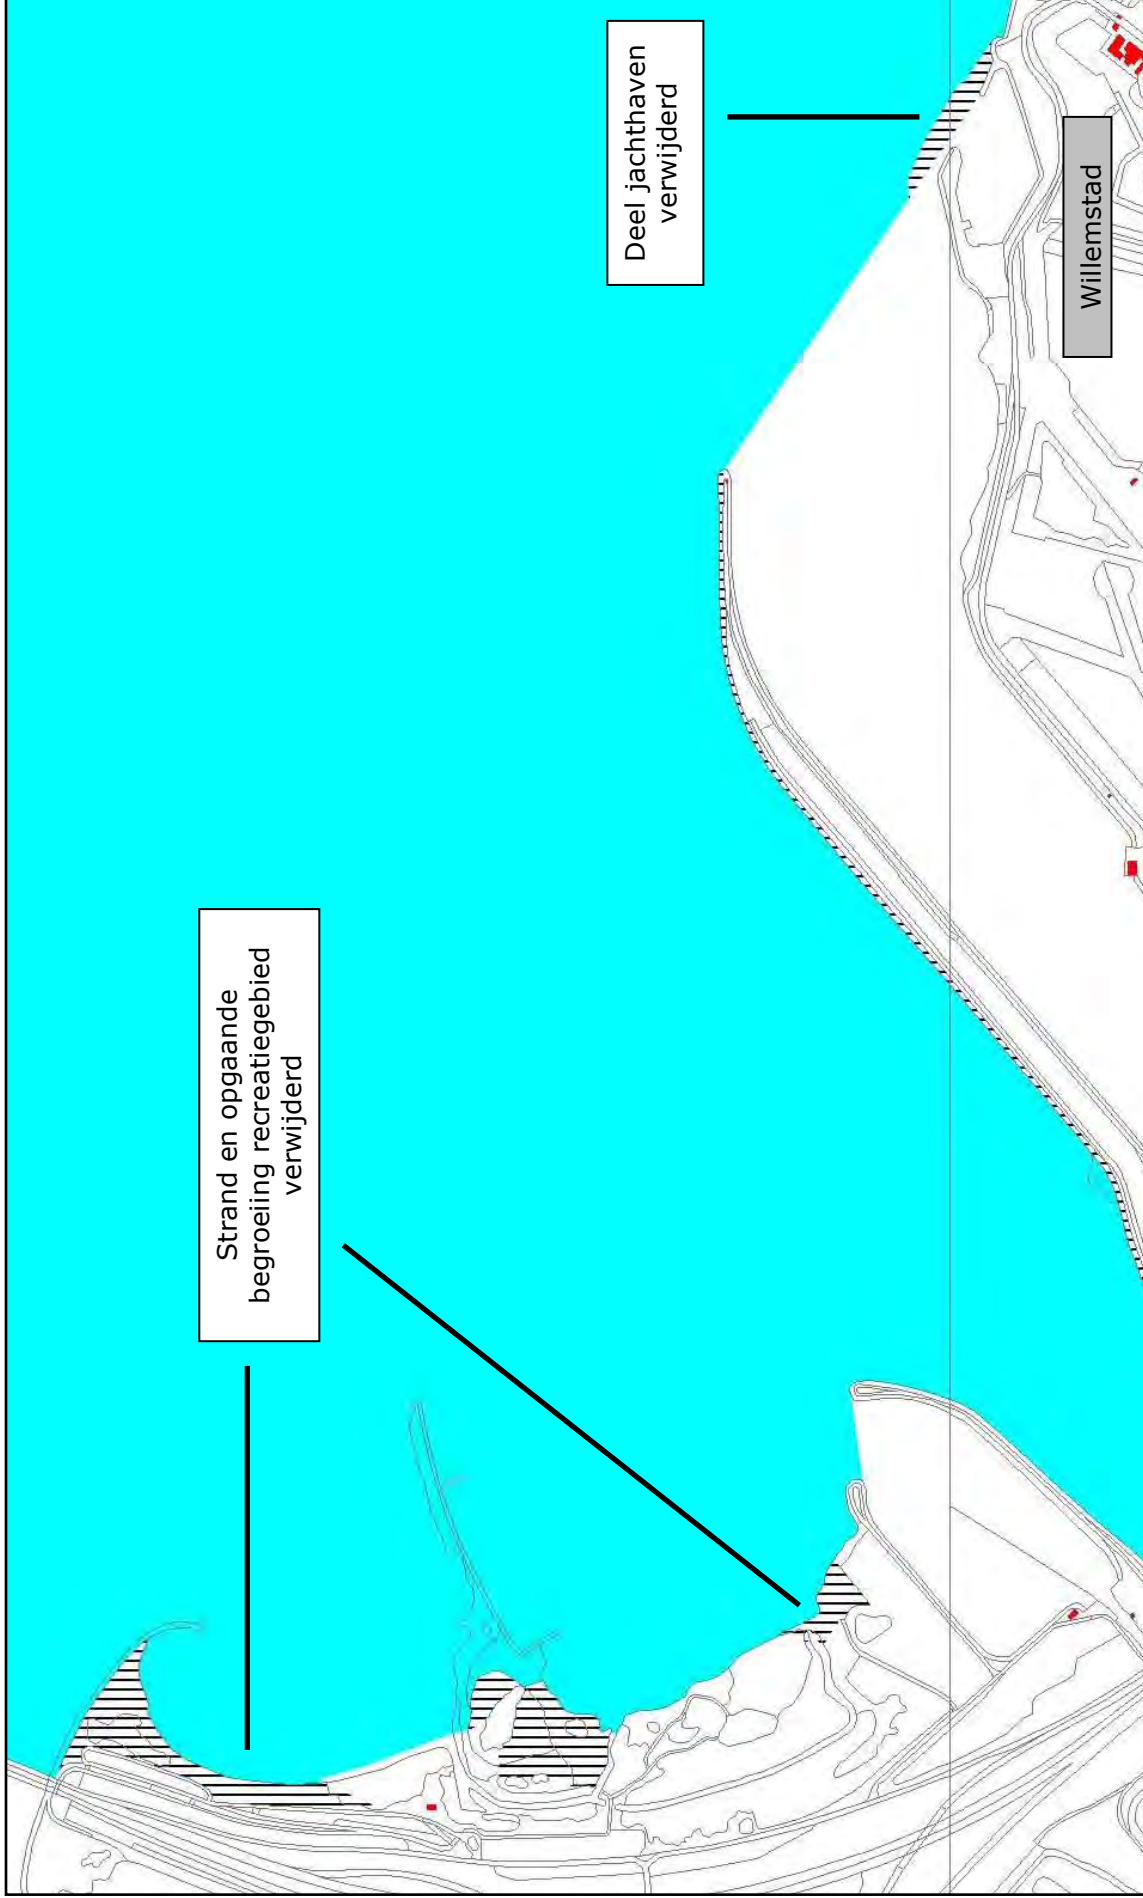 Strand en opgaande
begroeiing recreatiegebied
verwijderd
Deel jachthaven
verwijderd
Willemstad